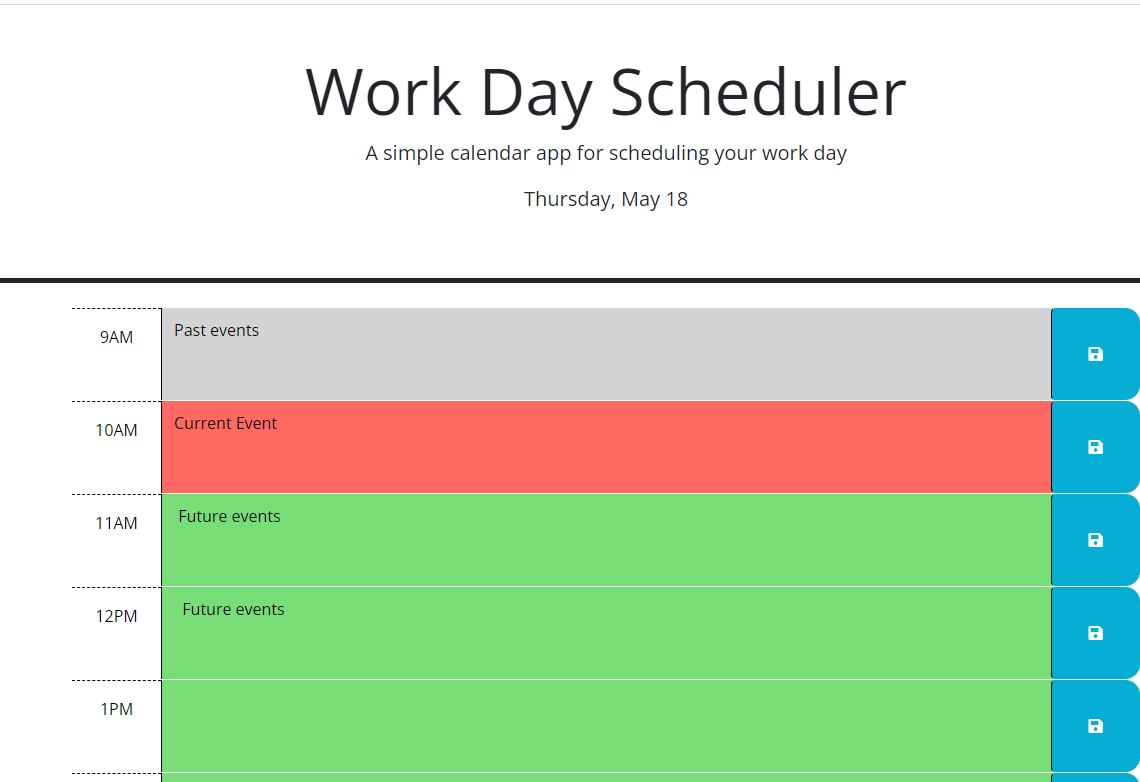 Work Day Scheduler
A simple calendar app for scheduling your work day
Thursday, May 18
9AM
Past events
10AM
Current Event
11AM
Future events
12PM
Future events
1PM